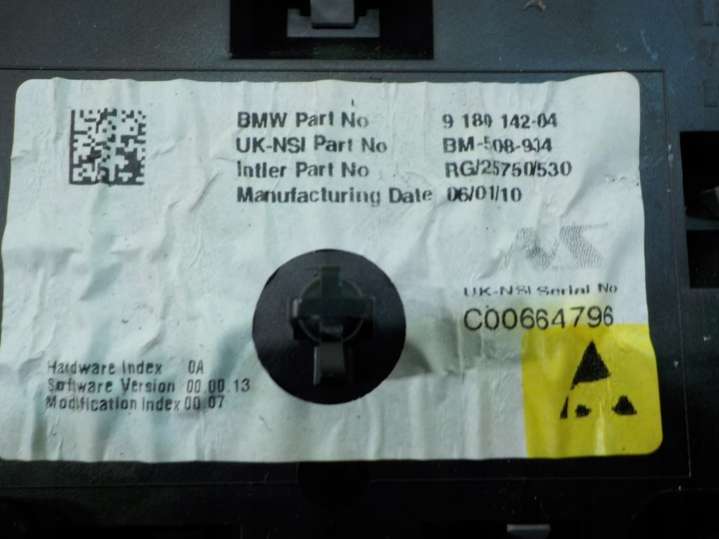 BMW Part No 9 180 142-04
UK-NSI Part No BM-508-904
Intier Part No RG/25750/530
Manufacturing Date 06/01/10
UK-NSI Serial No
C00664796
Hardware Index 0A
Software Version 00.00.13
Modification Index 00.07